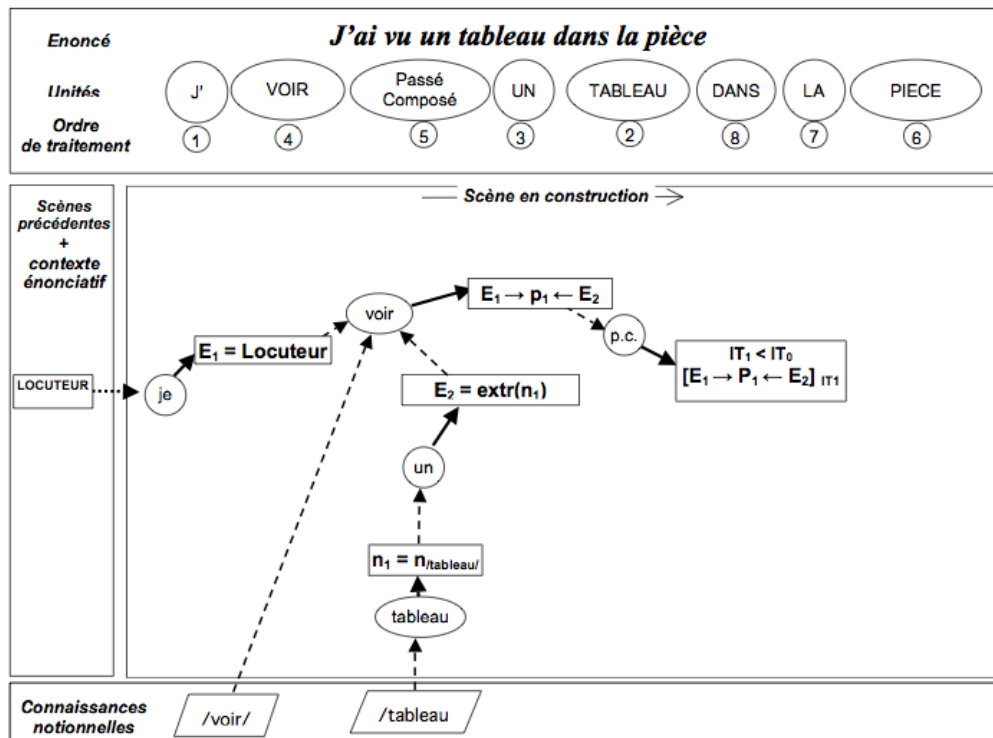 Enoncé
J'ai vu un tableau dans la pièce
Unités
J' VOIR Passé Composé UN TABLEAU DANS LA PIECE
Ordre de traitement
1 4 5 3 2 8 7 6
Scènes
précédentes
+
contexte
énonciatif
Scène en construction
E1 → p1 ← E2
voir
p.c.
E1 = Locuteur
IT1 < IT0
[E1 → P1 ← E2] IT1
LOCUTEUR
je
E2 = extr(n1)
un
n1 = n/tableau/
tableau
Connaissances
notionnelles
/voir/
/tableau